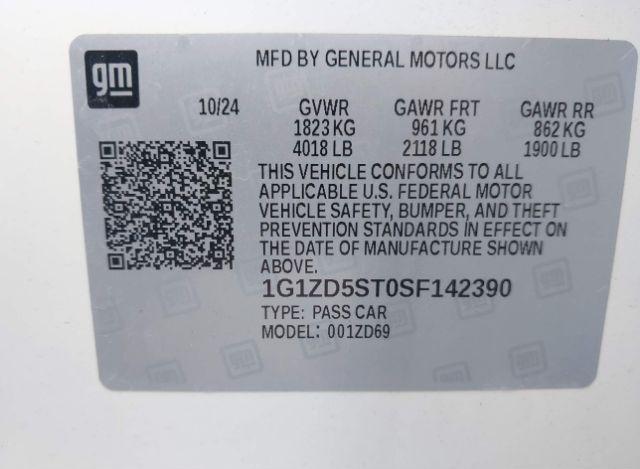 gm
MFD BY GENERAL MOTORS LLC
10/24 GVWR GAWR FRT GAWR RR
1823 KG 961 KG 862 KG
4018 LB 2118 LB 1900 LB
THIS VEHICLE CONFORMS TO ALL
APPLICABLE U.S. FEDERAL MOTOR
VEHICLE SAFETY, BUMPER, AND THEFT
PREVENTION STANDARDS IN EFFECT ON
THE DATE OF MANUFACTURE SHOWN
ABOVE.
1G1ZD5ST0SF142390
TYPE: PASS CAR
MODEL: 001ZD69